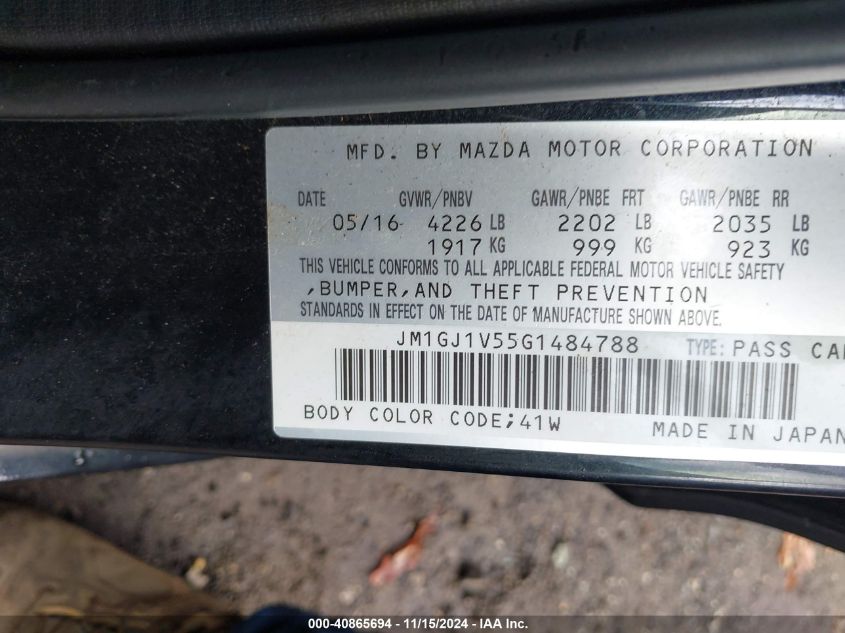 MFD. BY MAZDA MOTOR CORPORATION
DATE GVWR/PNBV GAWR/PNBE FRT GAWR/PNBE RR
05/16 4226 LB 2202 LB 2035 LB
1917 KG 999 KG 923 KG
THIS VEHICLE CONFORMS TO ALL APPLICABLE FEDERAL MOTOR VEHICLE SAFETY
,BUMPER,AND THEFT PREVENTION
STANDARDS IN EFFECT ON THE DATE OF MANUFACTURE SHOWN ABOVE.
JM1GJ1V55G1484788 TYPE: PASS CAR
BODY COLOR CODE;41W MADE IN JAPAN
000-40865694 - 11/15/2024 - IAA Inc.